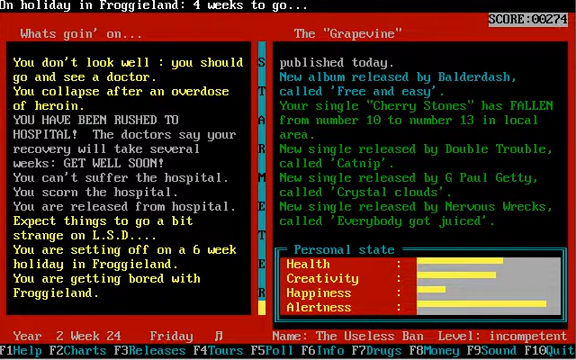 On holiday in Froggieland: 4 weeks to go...
SCORE:00274
Whats goin' on...
You don't look well : you should
go and see a doctor.
You collapse after an overdose
of heroin.
YOU HAVE BEEN RUSHED TO
HOSPITAL!  The doctors say your
recovery will take several
weeks: GET WELL SOON!
You can't suffer the hospital.
You scorn the hospital.
You are released from hospital.
Expect things to go a bit
strange on L.S.D....
You are setting off on a 6 week
holiday in Froggieland.
You are getting bored with
Froggieland.
S
T
A
R
M
E
T
E
R
The "Grapevine"
published today.
New album released by Balderdash,
called 'Free and easy'.
Your single "Cherry Stones" has FALLEN
from number 10 to number 13 in local
area.
New single released by Double Trouble,
called 'Catnip'.
New single released by G Paul Getty,
called 'Crystal clouds'.
New single released by Nervous Wrecks,
called 'Everybody got juiced'.
Personal state
Health :
Creativity :
Happiness :
Alertness :
Year 2 Week 24 Friday ♫
Name: The Useless Ban Level: incompetent
F1Help F2Charts F3Releases F4Tours F5Poll F6Info F7Drugs F8Money F9Sound F10Quit